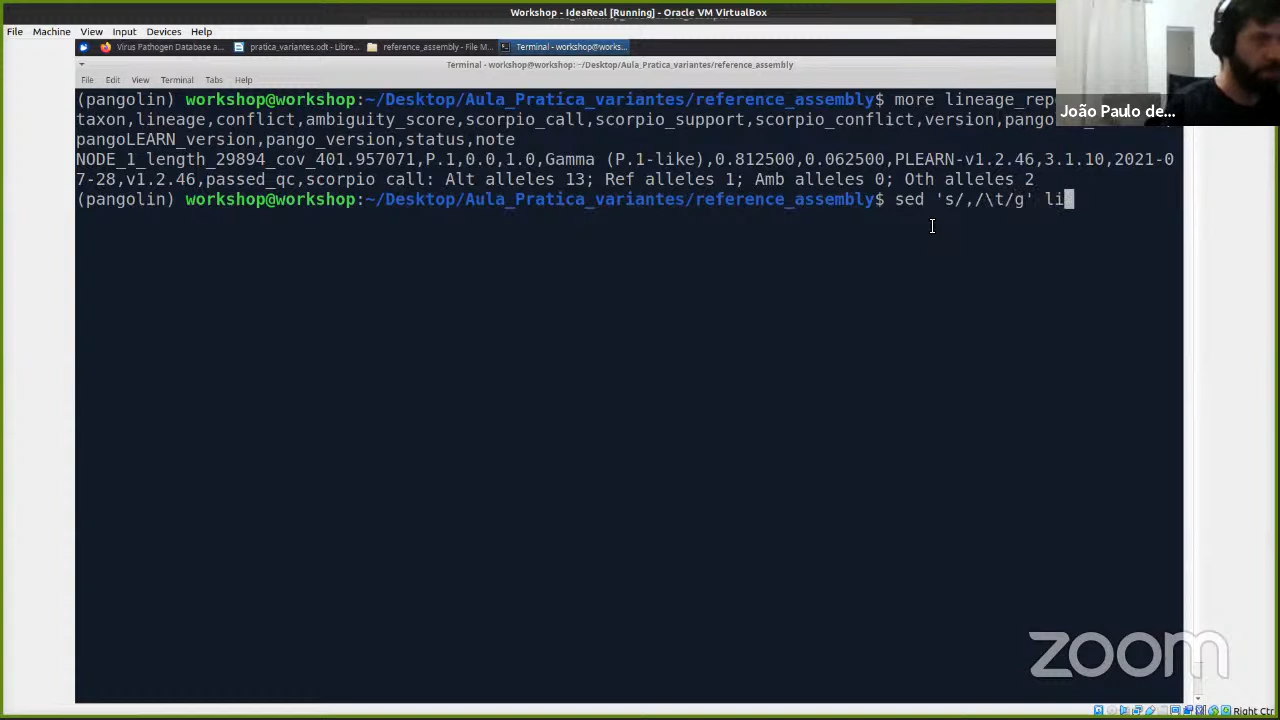 Workshop - IdeaReal [Running] - Oracle VM VirtualBox
File Machine View Input Devices Help
Virus Pathogen Database a... pratica_variantes.odt - Libre... reference_assembly - File M... Terminal - workshop@works...
Terminal - workshop@workshop: ~/Desktop/Aula_Pratica_variantes/reference_assembly
File Edit View Terminal Tabs Help
(pangolin) workshop@workshop:~/Desktop/Aula_Pratica_variantes/reference_assembly$ more lineage_rep
João Paulo de...
taxon,lineage,conflict,ambiguity_score,scorpio_call,scorpio_support,scorpio_conflict,version,pango
pangoLEARN_version,pango_version,status,note
NODE_1_length_29894_cov_401.957071,P.1,0.0,1.0,Gamma (P.1-like),0.812500,0.062500,PLEARN-v1.2.46,3.1.10,2021-0
7-28,v1.2.46,passed_qc,scorpio call: Alt alleles 13; Ref alleles 1; Amb alleles 0; Oth alleles 2
(pangolin) workshop@workshop:~/Desktop/Aula_Pratica_variantes/reference_assembly$ sed 's/,/\t/g' li
zoom
Right Ctr